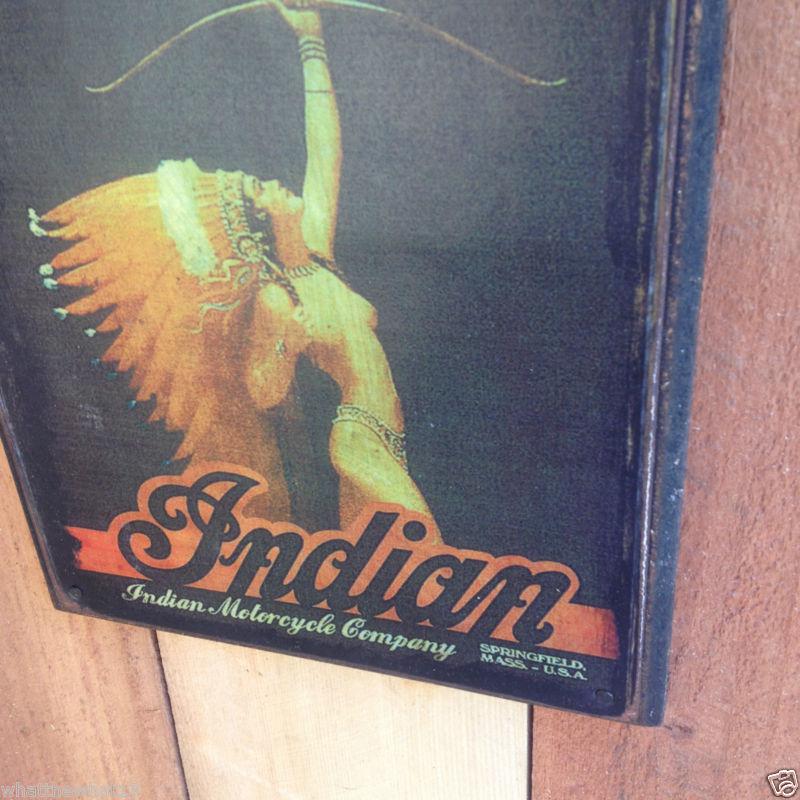 Indian
Indian Motorcycle Company
SPRINGFIELD,
MASS. - U.S.A.